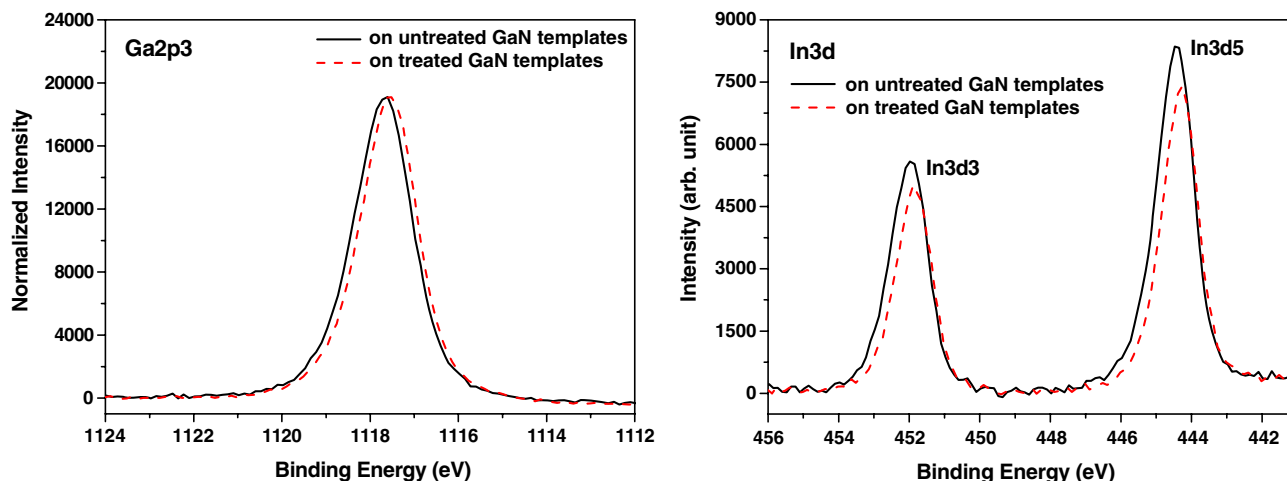 Ga2p3
on untreated GaN templates
on treated GaN templates
Normalized Intensity
24000
20000
16000
12000
8000
4000
0
1124
1122
1120
1118
1116
1114
1112
Binding Energy (eV)
In3d
In3d5
on untreated GaN templates
on treated GaN templates
In3d3
Intensity (arb. unit)
9000
7500
6000
4500
3000
1500
0
456
454
452
450
448
446
444
442
Binding Energy (eV)